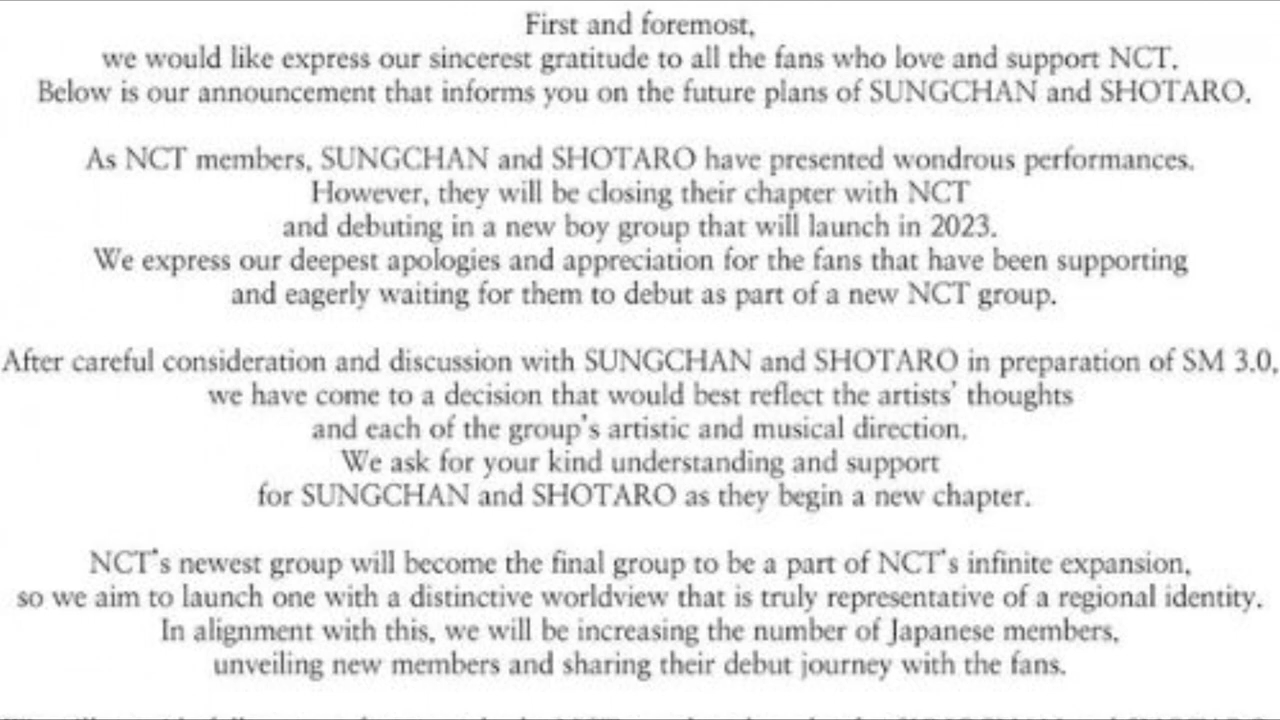 First and foremost,
we would like express our sincerest gratitude to all the fans who love and support NCT.
Below is our announcement that informs you on the future plans of SUNGCHAN and SHOTARO.
As NCT members, SUNGCHAN and SHOTARO have presented wondrous performances.
However, they will be closing their chapter with NCT
and debuting in a new boy group that will launch in 2023.
We express our deepest apologies and appreciation for the fans that have been supporting
and eagerly waiting for them to debut as part of a new NCT group.
After careful consideration and discussion with SUNGCHAN and SHOTARO in preparation of SM 3.0,
we have come to a decision that would best reflect the artists' thoughts
and each of the group's artistic and musical direction.
We ask for your kind understanding and support
for SUNGCHAN and SHOTARO as they begin a new chapter.
NCT's newest group will become the final group to be a part of NCT's infinite expansion,
so we aim to launch one with a distinctive worldview that is truly representative of a regional identity.
In alignment with this, we will be increasing the number of Japanese members,
unveiling new members and sharing their debut journey with the fans.